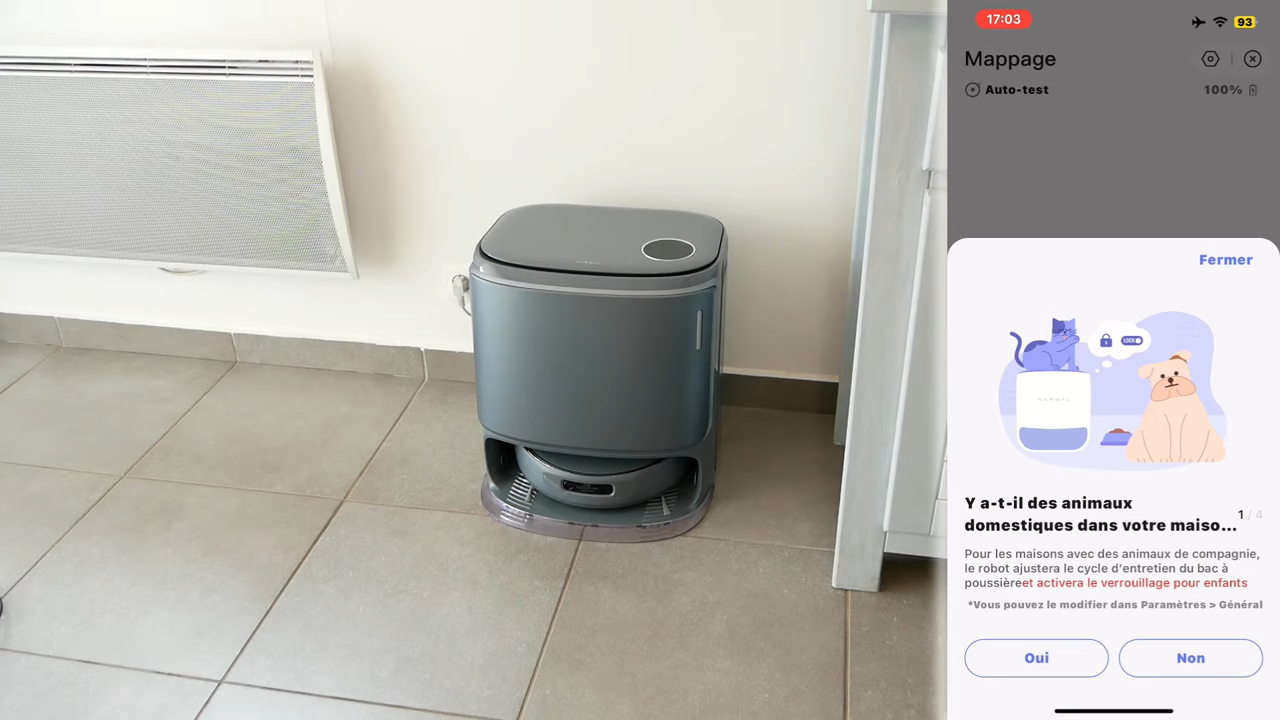 17:03
93
Mappage
Auto-test
100%
Fermer
LOCK
NARWAL
Y a-t-il des animaux
domestiques dans votre maiso...
1 / 4
Pour les maisons avec des animaux de compagnie,
le robot ajustera le cycle d'entretien du bac à
poussièreet activera le verrouillage pour enfants
*Vous pouvez le modifier dans Paramètres > Général
Oui
Non